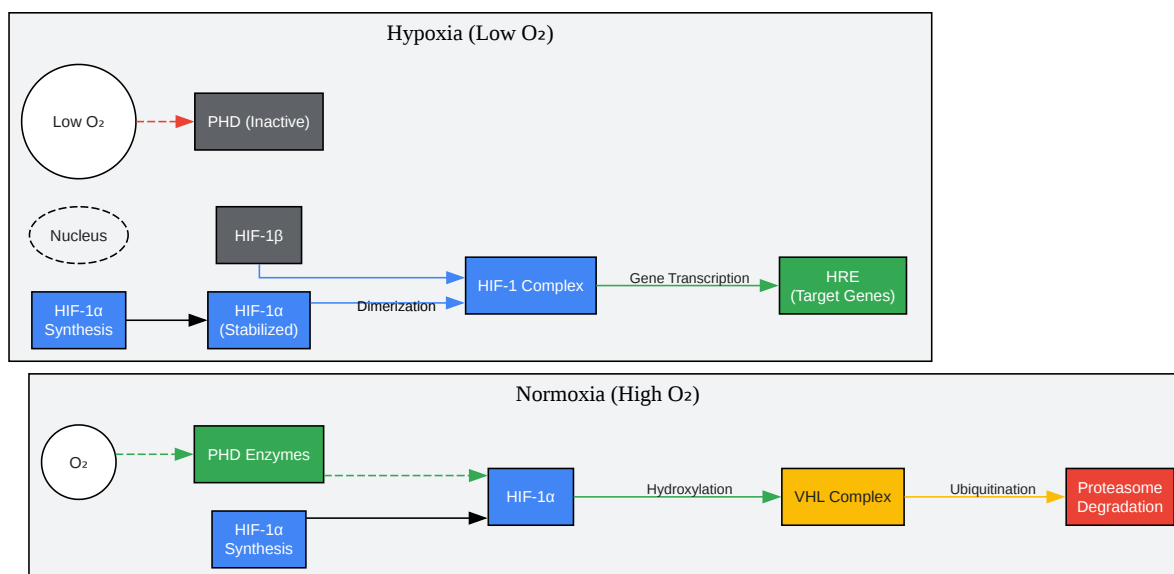 Hypoxia (Low O₂)
Low O₂
PHD (Inactive)
Nucleus
HIF-1β
HIF-1α
Synthesis
HIF-1α
(Stabilized)
Dimerization
HIF-1 Complex
Gene Transcription
HRE
(Target Genes)
Normoxia (High O₂)
O₂
PHD Enzymes
HIF-1α
Synthesis
HIF-1α
Hydroxylation
VHL Complex
Ubiquitination
Proteasome
Degradation